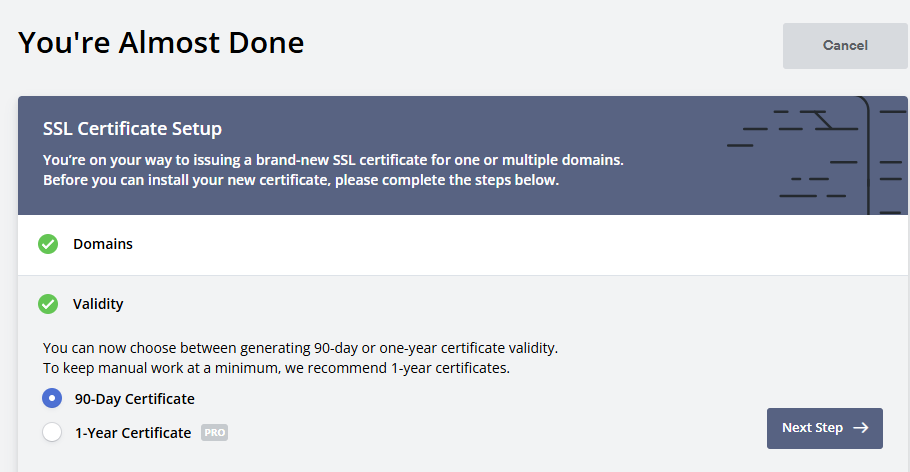 You're Almost Done
Cancel
SSL Certificate Setup
You’re on your way to issuing a brand-new SSL certificate for one or multiple domains.
Before you can install your new certificate, please complete the steps below.
Domains
Validity
You can now choose between generating 90-day or one-year certificate validity.
To keep manual work at a minimum, we recommend 1-year certificates.
90-Day Certificate
1-Year Certificate PRO
Next Step